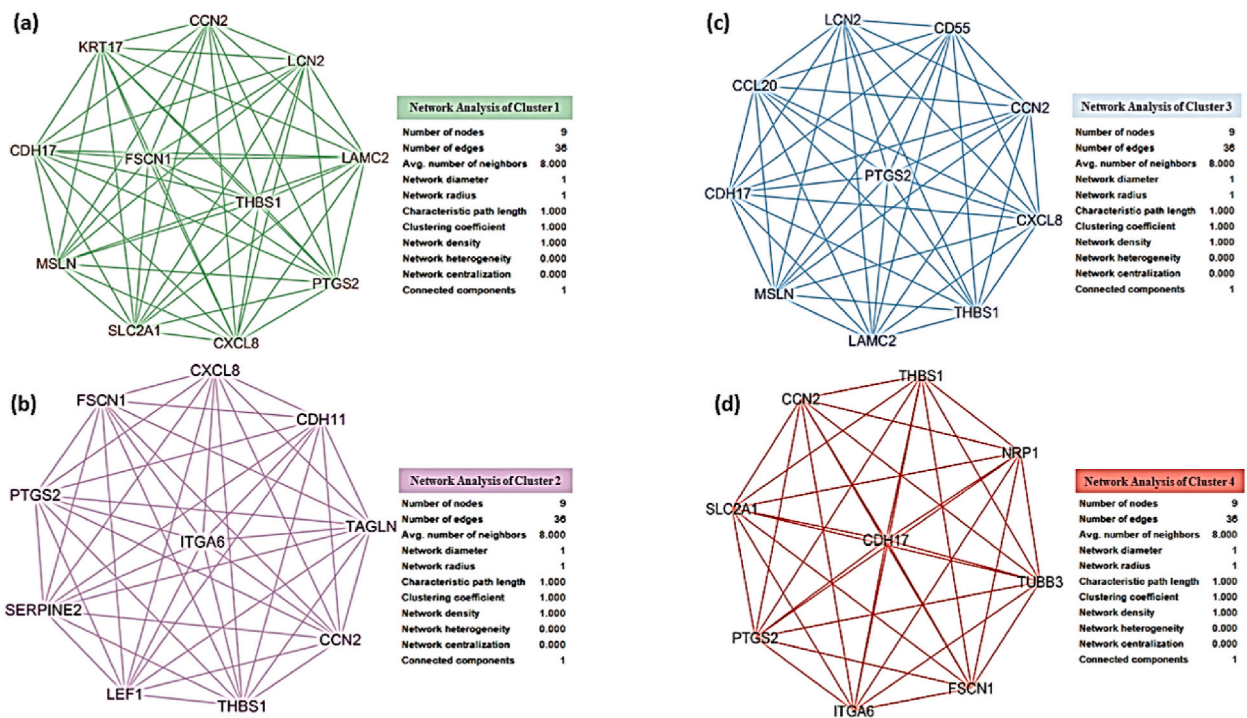 (a)
CCN2
KRT17
LCN2
CDH17
FSCN1
LAMC2
THBS1
MSLN
PTGS2
SLC2A1
CXCL8
Network Analysis of Cluster 1
Number of nodes 9
Number of edges 36
Avg. number of neighbors 8.000
Network diameter 1
Network radius 1
Characteristic path length 1.000
Clustering coefficient 1.000
Network density 1.000
Network heterogeneity 0.000
Network centralization 0.000
Connected components 1
(c)
LCN2
CD55
CCL20
CCN2
PTGS2
CDH17
CXCL8
MSLN
THBS1
LAMC2
Network Analysis of Cluster 3
Number of nodes 9
Number of edges 36
Avg. number of neighbors 8.000
Network diameter 1
Network radius 1
Characteristic path length 1.000
Clustering coefficient 1.000
Network density 1.000
Network heterogeneity 0.000
Network centralization 0.000
Connected components 1
(b)
CXCL8
FSCN1
CDH11
PTGS2
TAGLN
ITGA6
SERPINE2
CCN2
LEF1
THBS1
Network Analysis of Cluster 2
Number of nodes 9
Number of edges 36
Avg. number of neighbors 8.000
Network diameter 1
Network radius 1
Characteristic path length 1.000
Clustering coefficient 1.000
Network density 1.000
Network heterogeneity 0.000
Network centralization 0.000
Connected components 1
(d)
THBS1
CCN2
NRP1
SLC2A1
CDH17
TUBB3
PTGS2
FSCN1
ITGA6
Network Analysis of Cluster 4
Number of nodes 9
Number of edges 36
Avg. number of neighbors 8.000
Network diameter 1
Network radius 1
Characteristic path length 1.000
Clustering coefficient 1.000
Network density 1.000
Network heterogeneity 0.000
Network centralization 0.000
Connected components 1